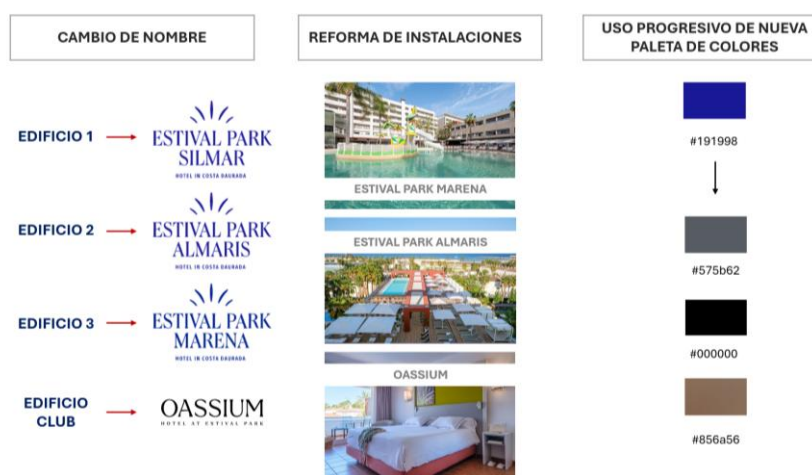 CAMBIO DE NOMBRE
EDIFICIO 1
ESTIVAL PARK
SILMAR
HOTEL IN COSTA DAURADA
EDIFICIO 2
ESTIVAL PARK
ALMARIS
HOTEL IN COSTA DAURADA
EDIFICIO 3
ESTIVAL PARK
MARENA
HOTEL IN COSTA DAURADA
EDIFICIO
CLUB
OASSIUM
HOTEL AT ESTIVAL PARK
REFORMA DE INSTALACIONES
ESTIVAL PARK MARENA
ESTIVAL PARK ALMARIS
OASSIUM
USO PROGRESIVO DE NUEVA
PALETA DE COLORES
#191998
#575b62
#000000
#856a56